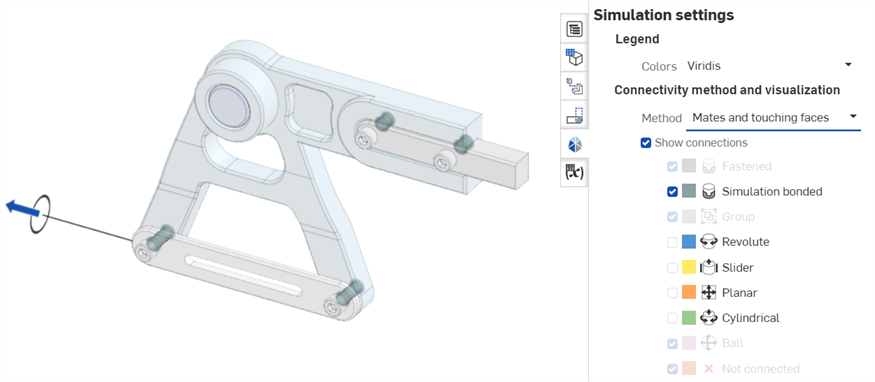 Simulation settings
Legend
Colors Viridis
Connectivity method and visualization
Method Mates and touching faces
Show connections
Fastened
Simulation bonded
Group
Revolute
Slider
Planar
Cylindrical
Ball
Not connected
(x)